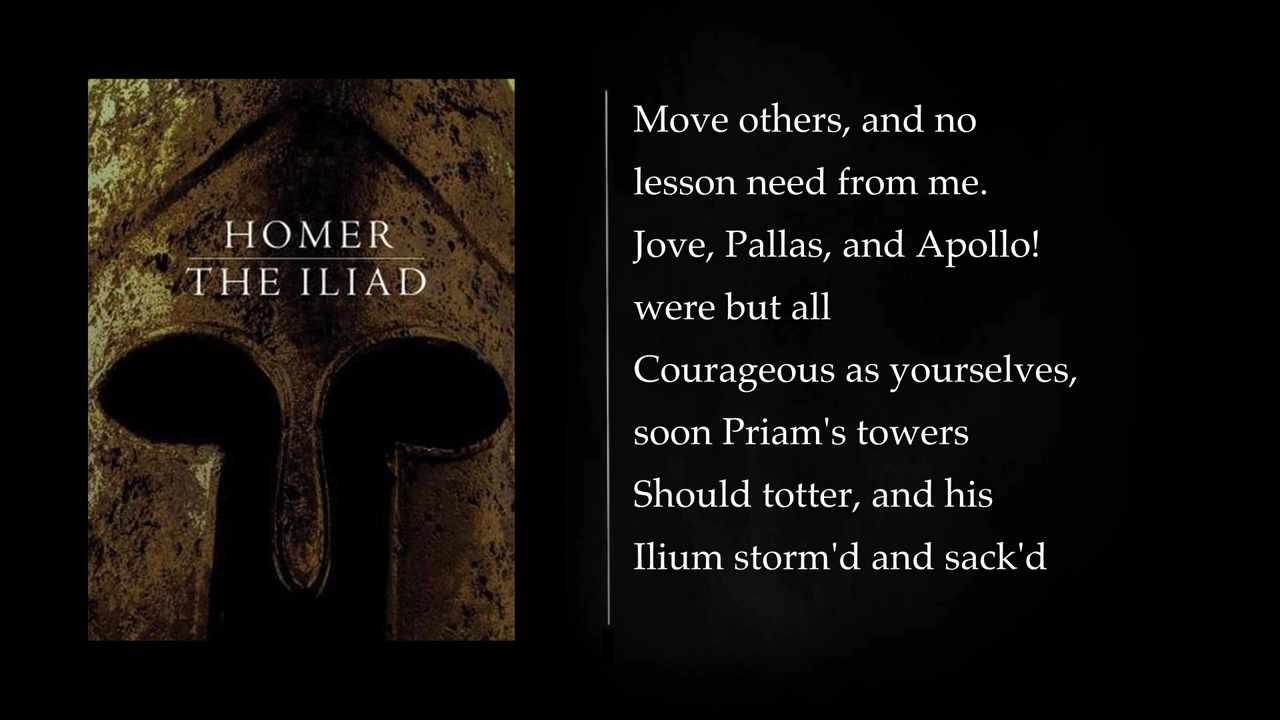 HOMER
THE ILIAD
Move others, and no
lesson need from me.
Jove, Pallas, and Apollo!
were but all
Courageous as yourselves,
soon Priam's towers
Should totter, and his
Ilium storm'd and sack'd